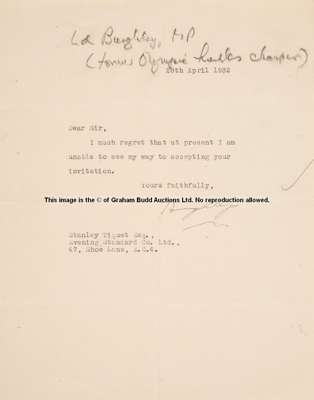 Ld Burghley, MP
(former Olympic hurdles champion)
28th April 1932
Dear Sir,
I much regret that at present I am
unable to see my way to accepting your
invitation.
Yours faithfully,
This image is the © of Graham Budd Auctions Ltd. No reproduction allowed.
Burghley
Stanley Tiquet Esq.,
Evening Standard Co. Ltd.,
47, Shoe Lane, E.C.4.